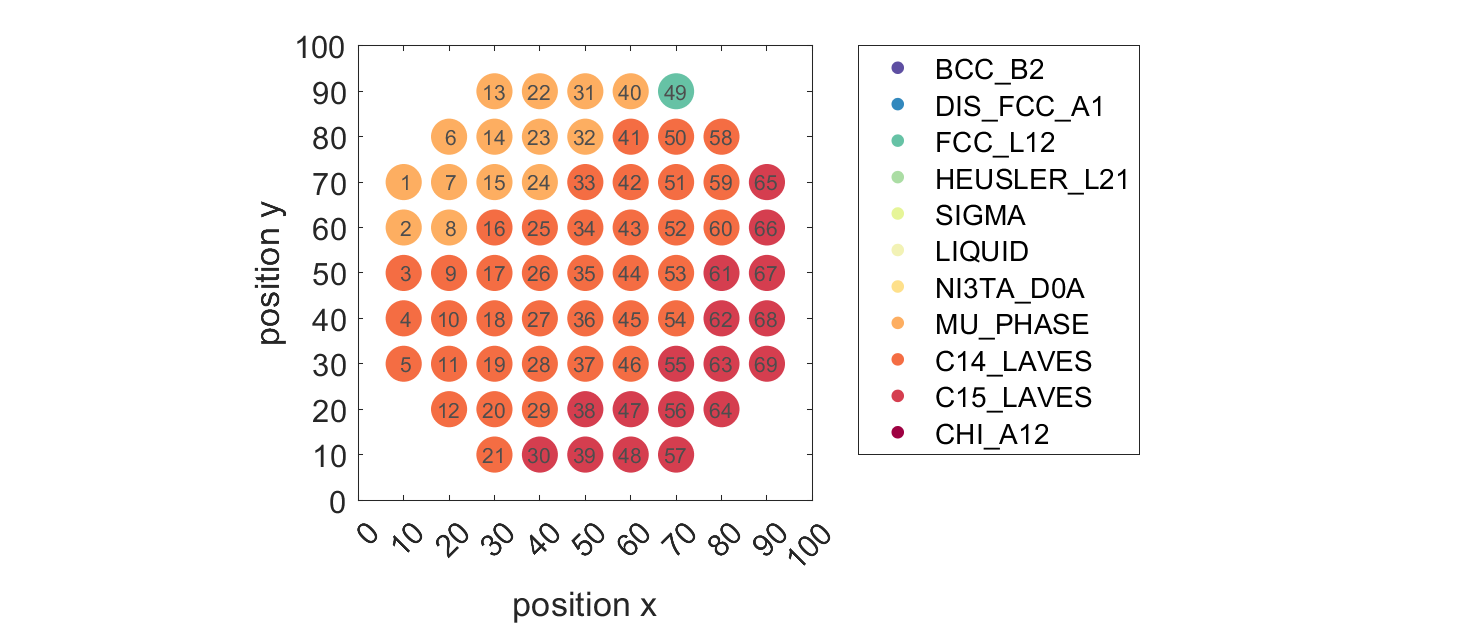 100
90
80
70
60
50
40
30
20
10
0
position y
13 22 31 40 49
6 14 23 32 41 50 58
1 7 15 24 33 42 51 59 65
2 8 16 25 34 43 52 60 66
3 9 17 26 35 44 53 61 67
4 10 18 27 36 45 54 62 68
5 11 19 28 37 46 55 63 69
12 20 29 38 47 56 64
21 30 39 48 57
0 10 20 30 40 50 60 70 80 90 100
position x
BCC_B2
DIS_FCC_A1
FCC_L12
HEUSLER_L21
SIGMA
LIQUID
NI3TA_D0A
MU_PHASE
C14_LAVES
C15_LAVES
CHI_A12